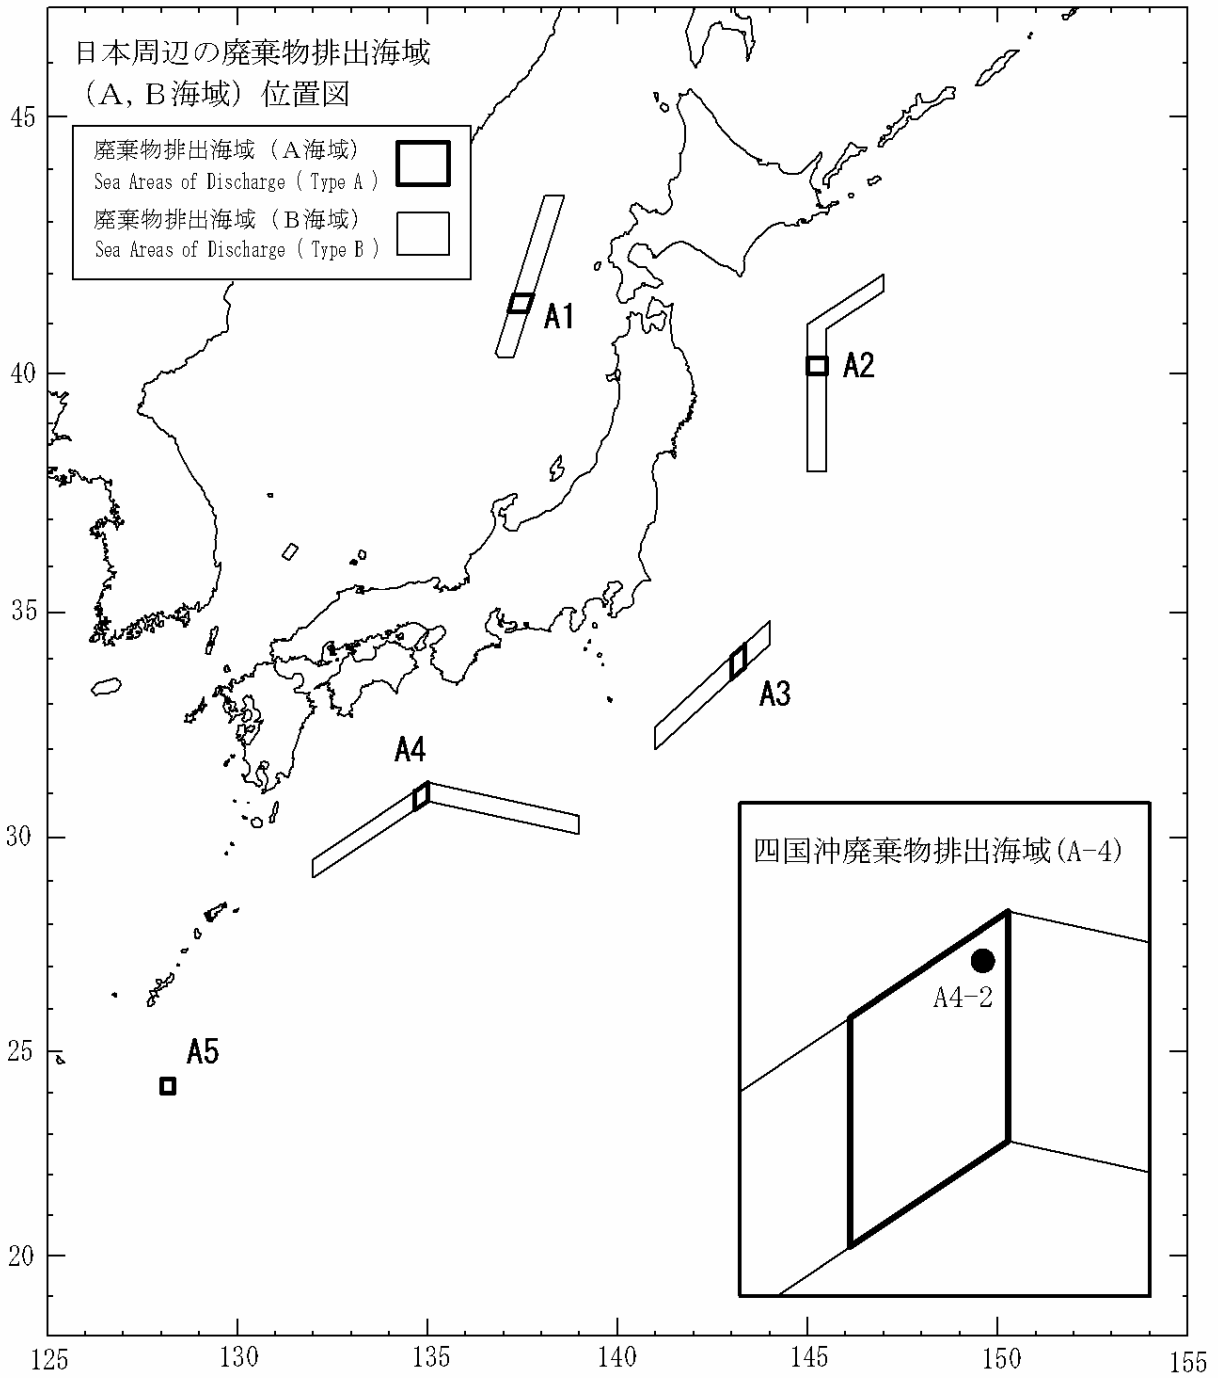 日本周辺の廃棄物排出海域
（A, B海域）位置図
廃棄物排出海域（A海域）
Sea Areas of Discharge ( Type A )
廃棄物排出海域（B海域）
Sea Areas of Discharge ( Type B )
45
A1
A2
40
35
A3
A4
30
四国沖廃棄物排出海域(A-4)
A4-2
A5
25
20
125
130
135
140
145
150
155